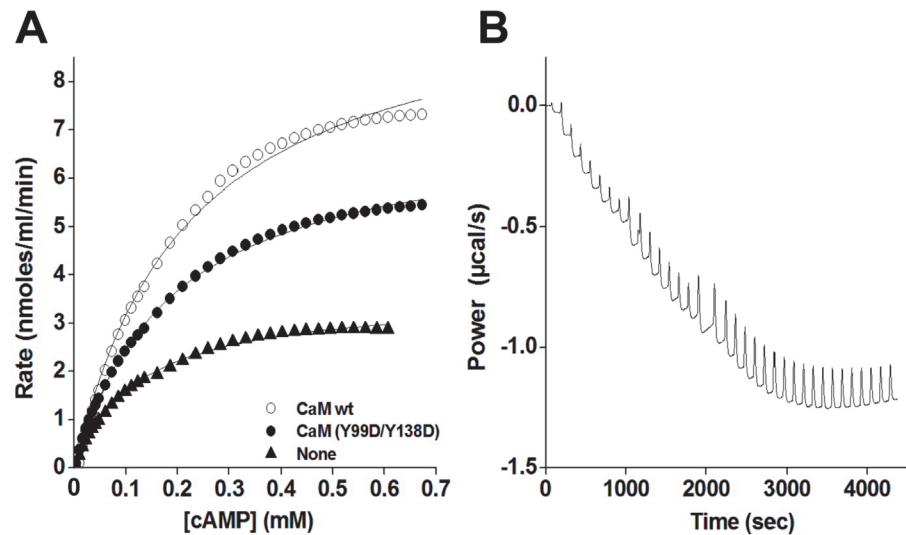 A
B
8
7
6
5
4
3
2
1
0
Rate (nmoles/ml/min)
CaM wt
CaM (Y99D/Y138D)
None
0 0.1 0.2 0.3 0.4 0.5 0.6 0.7
[cAMP] (mM)
0.0
-0.5
-1.0
-1.5
Power (µcal/s)
0 1000 2000 3000 4000
Time (sec)